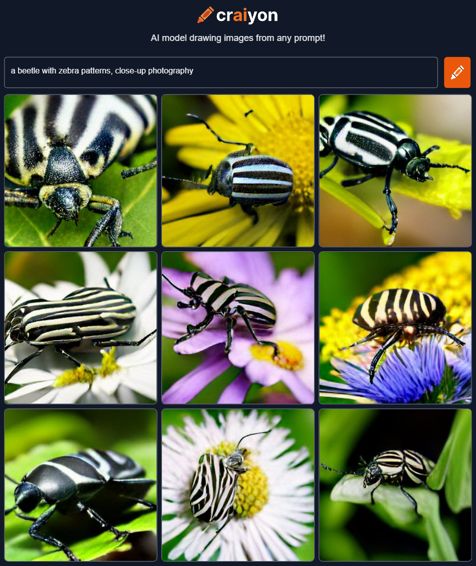 craiyon
AI model drawing images from any prompt!
a beetle with zebra patterns, close-up photography